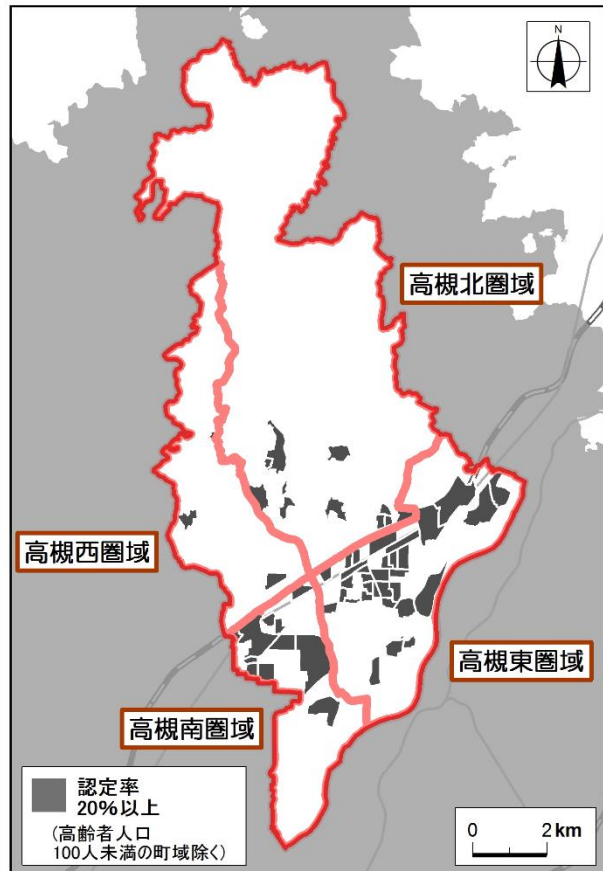 N
高槻北圏域
高槻西圏域
高槻東圏域
高槻南圏域
認定率
20%以上
(高齢者人口
100人未満の町域除く)
0 2km